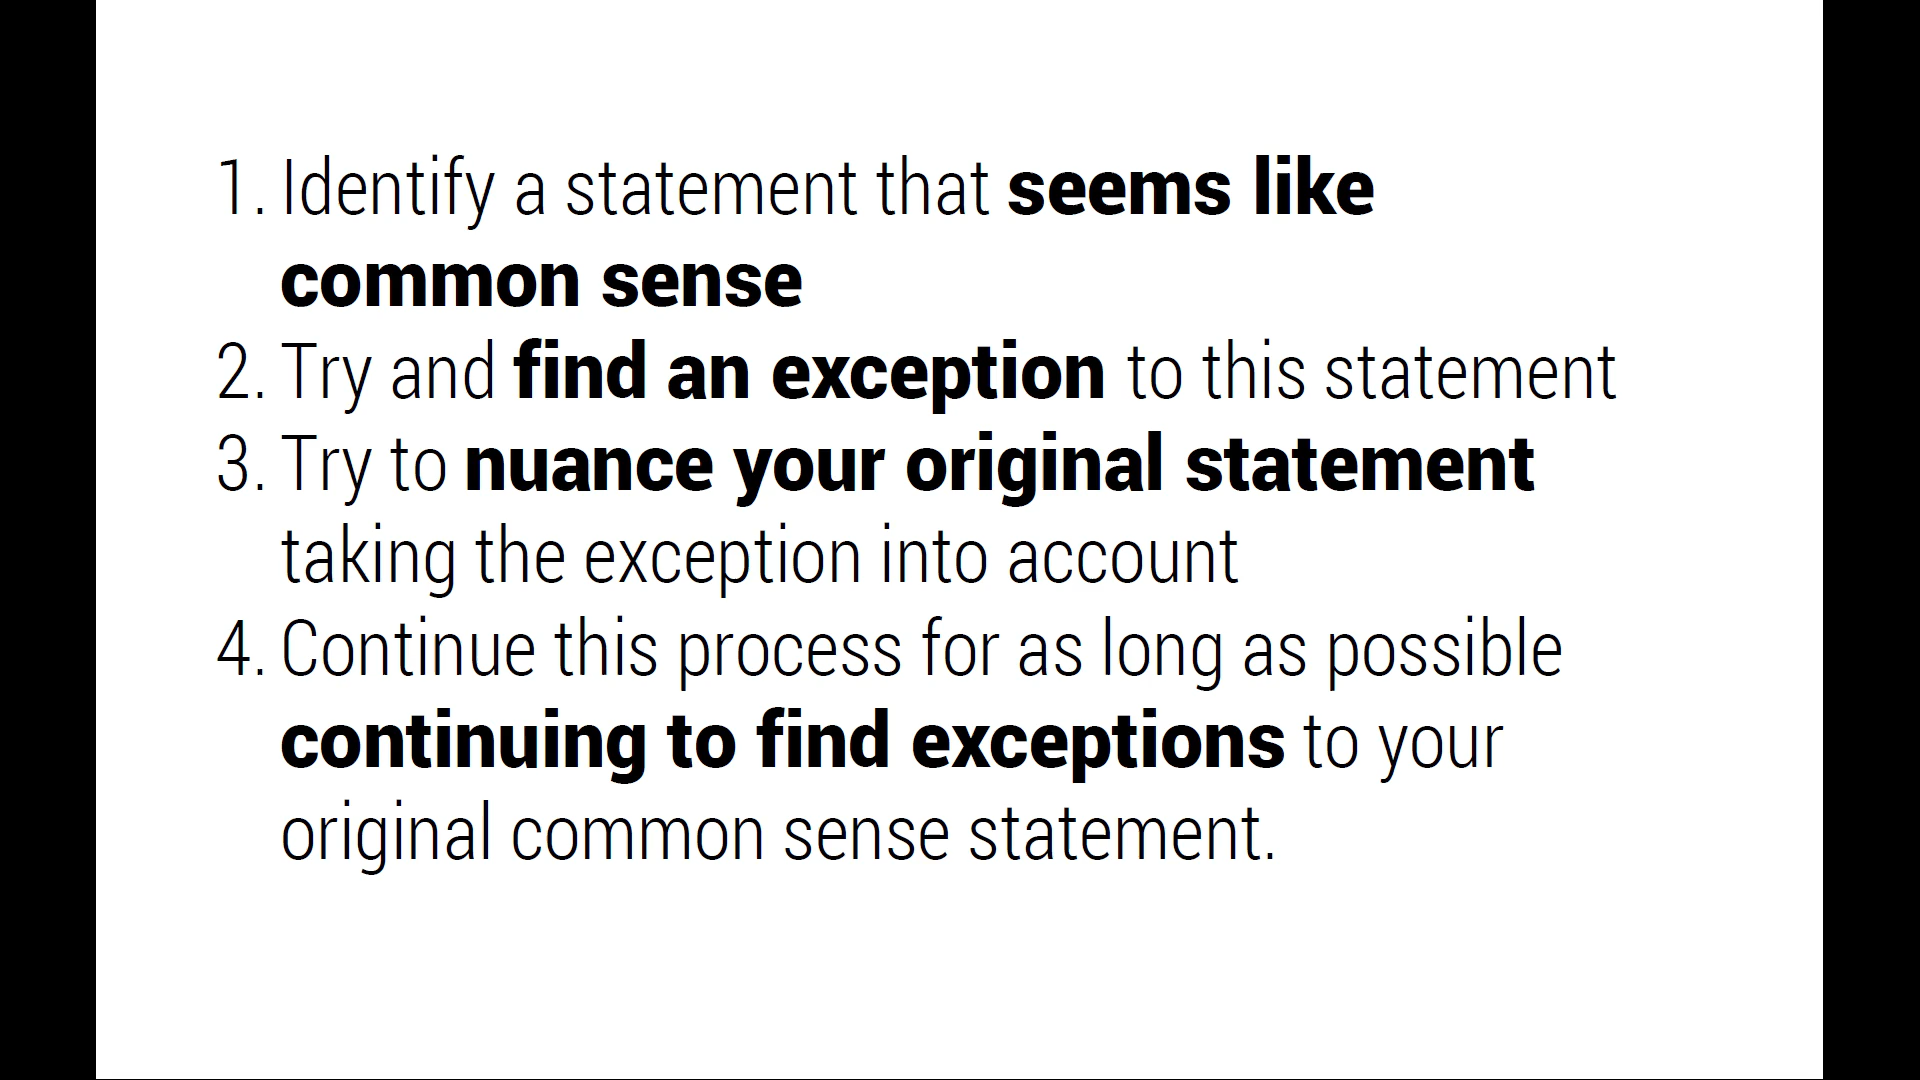 1. Identify a statement that seems like
common sense
2. Try and find an exception to this statement
3. Try to nuance your original statement
taking the exception into account
4. Continue this process for as long as possible
continuing to find exceptions to your
original common sense statement.